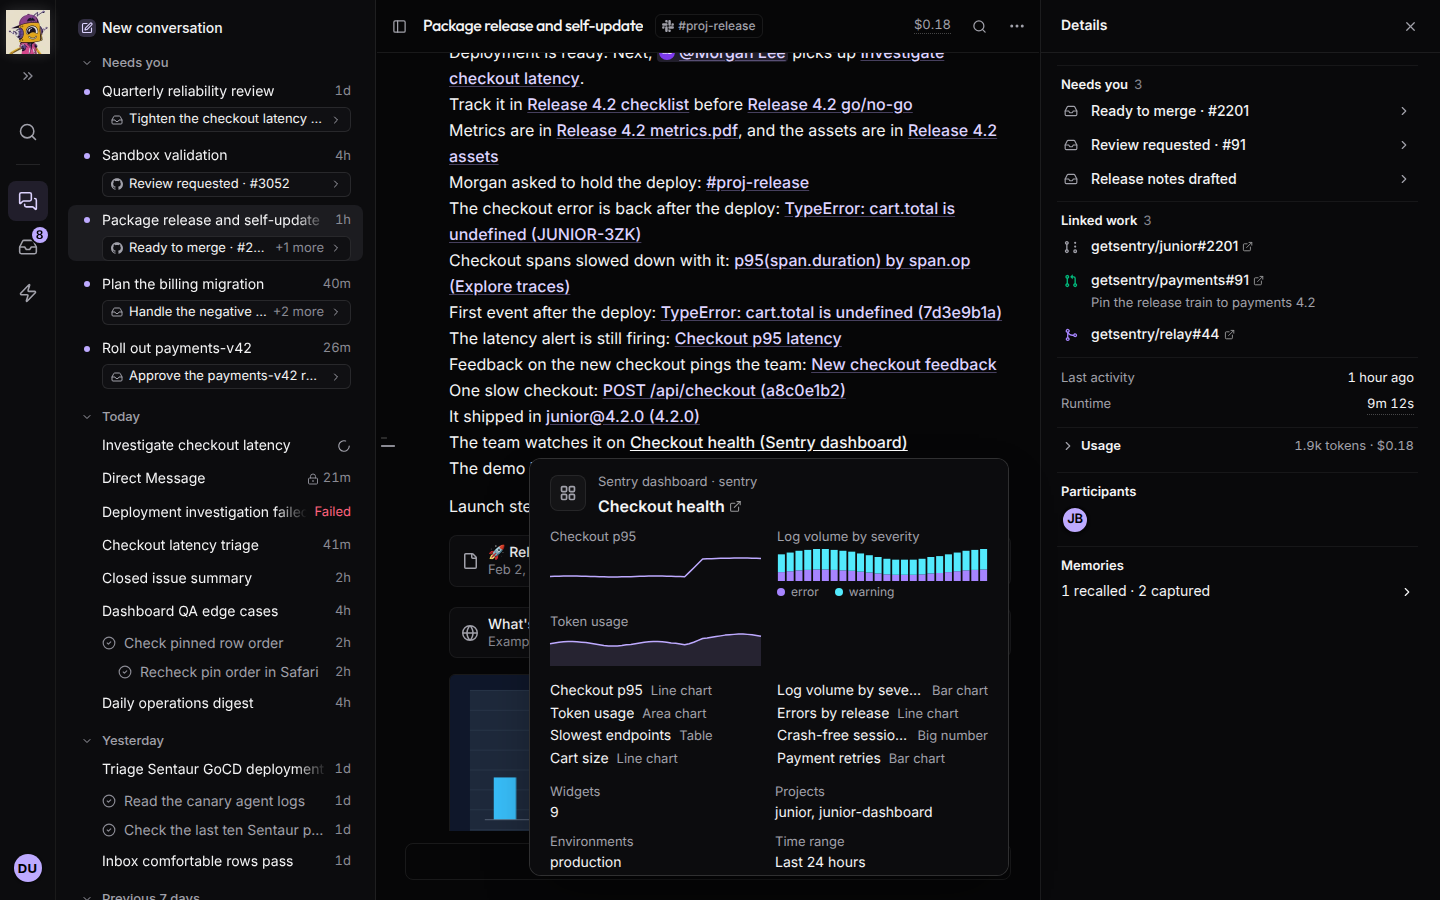 New conversation
Needs you
Quarterly reliability review 1d
Tighten the checkout latency ...
Sandbox validation 4h
Review requested · #3052
Package release and self-update 1h
Ready to merge · #2... +1 more
8
Plan the billing migration 40m
Handle the negative ... +2 more
Roll out payments-v42 26m
Approve the payments-v42 r...
Today
Investigate checkout latency
Direct Message 21m
Deployment investigation failed Failed
Checkout latency triage 41m
Closed issue summary 2h
Dashboard QA edge cases 4h
Check pinned row order 2h
Recheck pin order in Safari 2h
Daily operations digest 4h
Yesterday
Triage Sentaur GoCD deployment 1d
Read the canary agent logs 1d
Check the last ten Sentaur p... 1d
Inbox comfortable rows pass 1d
Previous 7 days
DU
Package release and self-update #proj-release $0.18
Deployment is ready. Next, @Morgan Lee picks up Investigate
checkout latency.
Track it in Release 4.2 checklist before Release 4.2 go/no-go
Metrics are in Release 4.2 metrics.pdf, and the assets are in Release 4.2
assets
Morgan asked to hold the deploy: #proj-release
The checkout error is back after the deploy: TypeError: cart.total is
undefined (JUNIOR-3ZK)
Checkout spans slowed down with it: p95(span.duration) by span.op
(Explore traces)
First event after the deploy: TypeError: cart.total is undefined (7d3e9b1a)
The latency alert is still firing: Checkout p95 latency
Feedback on the new checkout pings the team: New checkout feedback
One slow checkout: POST /api/checkout (a8c0e1b2)
It shipped in junior@4.2.0 (4.2.0)
The team watches it on Checkout health (Sentry dashboard)
The demo
Launch ste
🚀 Rel
Feb 2,
What's
Examp
Sentry dashboard · sentry
Checkout health
Checkout p95
Log volume by severity
error warning
Token usage
Checkout p95 Line chart
Log volume by seve... Bar chart
Token usage Area chart
Errors by release Line chart
Slowest endpoints Table
Crash-free sessio... Big number
Cart size Line chart
Payment retries Bar chart
Widgets
9
Projects
junior, junior-dashboard
Environments
production
Time range
Last 24 hours
Details
Needs you 3
Ready to merge · #2201
Review requested · #91
Release notes drafted
Linked work 3
getsentry/junior#2201
getsentry/payments#91
Pin the release train to payments 4.2
getsentry/relay#44
Last activity 1 hour ago
Runtime 9m 12s
Usage 1.9k tokens · $0.18
Participants
JB
Memories
1 recalled · 2 captured